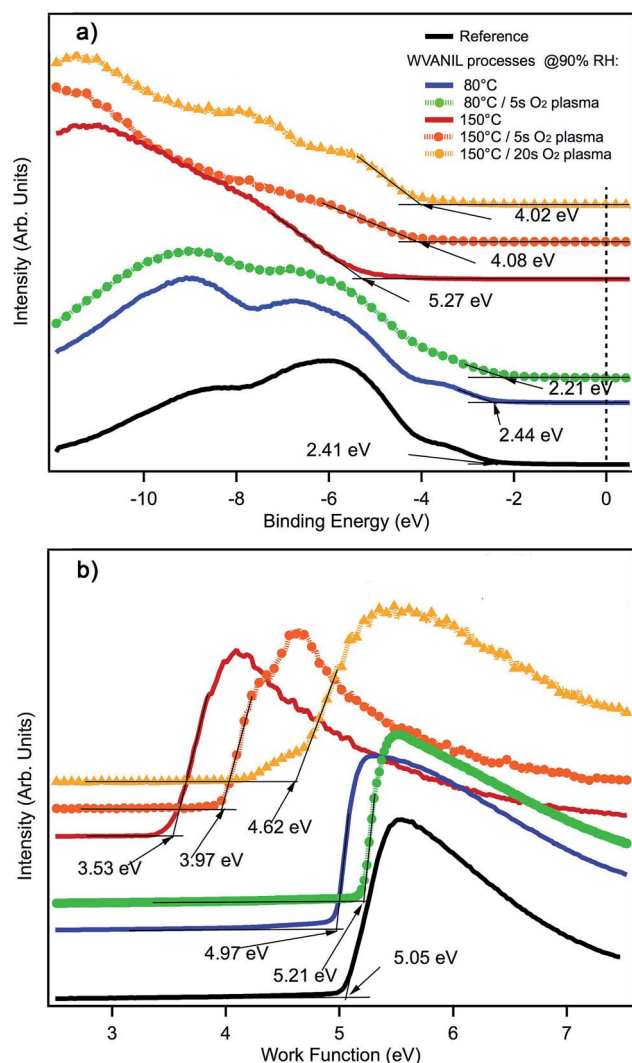 a)
Reference
WVANIL processes @90% RH:
80°C
80°C / 5s O₂ plasma
150°C
150°C / 5s O₂ plasma
150°C / 20s O₂ plasma
4.02 eV
4.08 eV
5.27 eV
2.21 eV
2.44 eV
2.41 eV
Intensity (Arb. Units)
-10 -8 -6 -4 -2 0
Binding Energy (eV)
b)
4.62 eV
3.97 eV
3.53 eV
4.97 eV
5.21 eV
5.05 eV
Intensity (Arb. Units)
3 4 5 6 7
Work Function (eV)